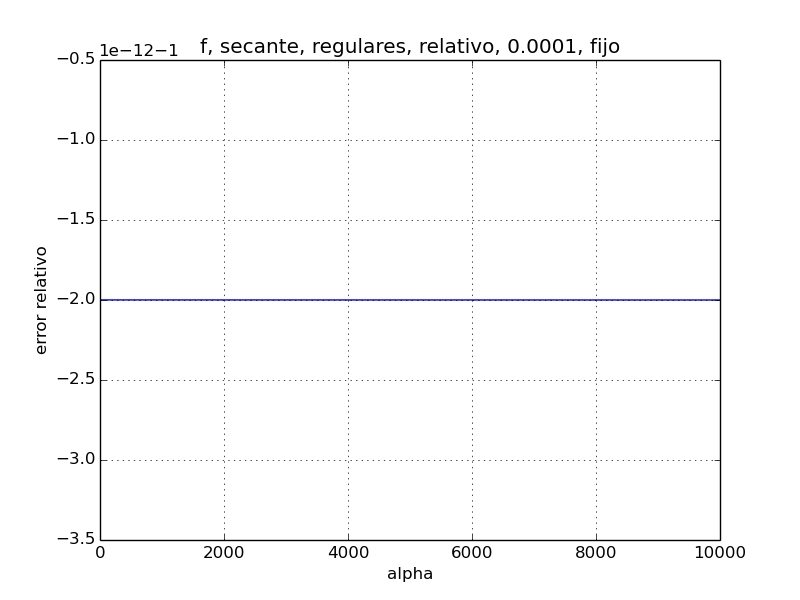 f, secante, regulares, relativo, 0.0001, fijo
1e−12−1
−0.5
−1.0
−1.5
−2.0
−2.5
−3.0
−3.5
error relativo
0 2000 4000 6000 8000 10000
alpha